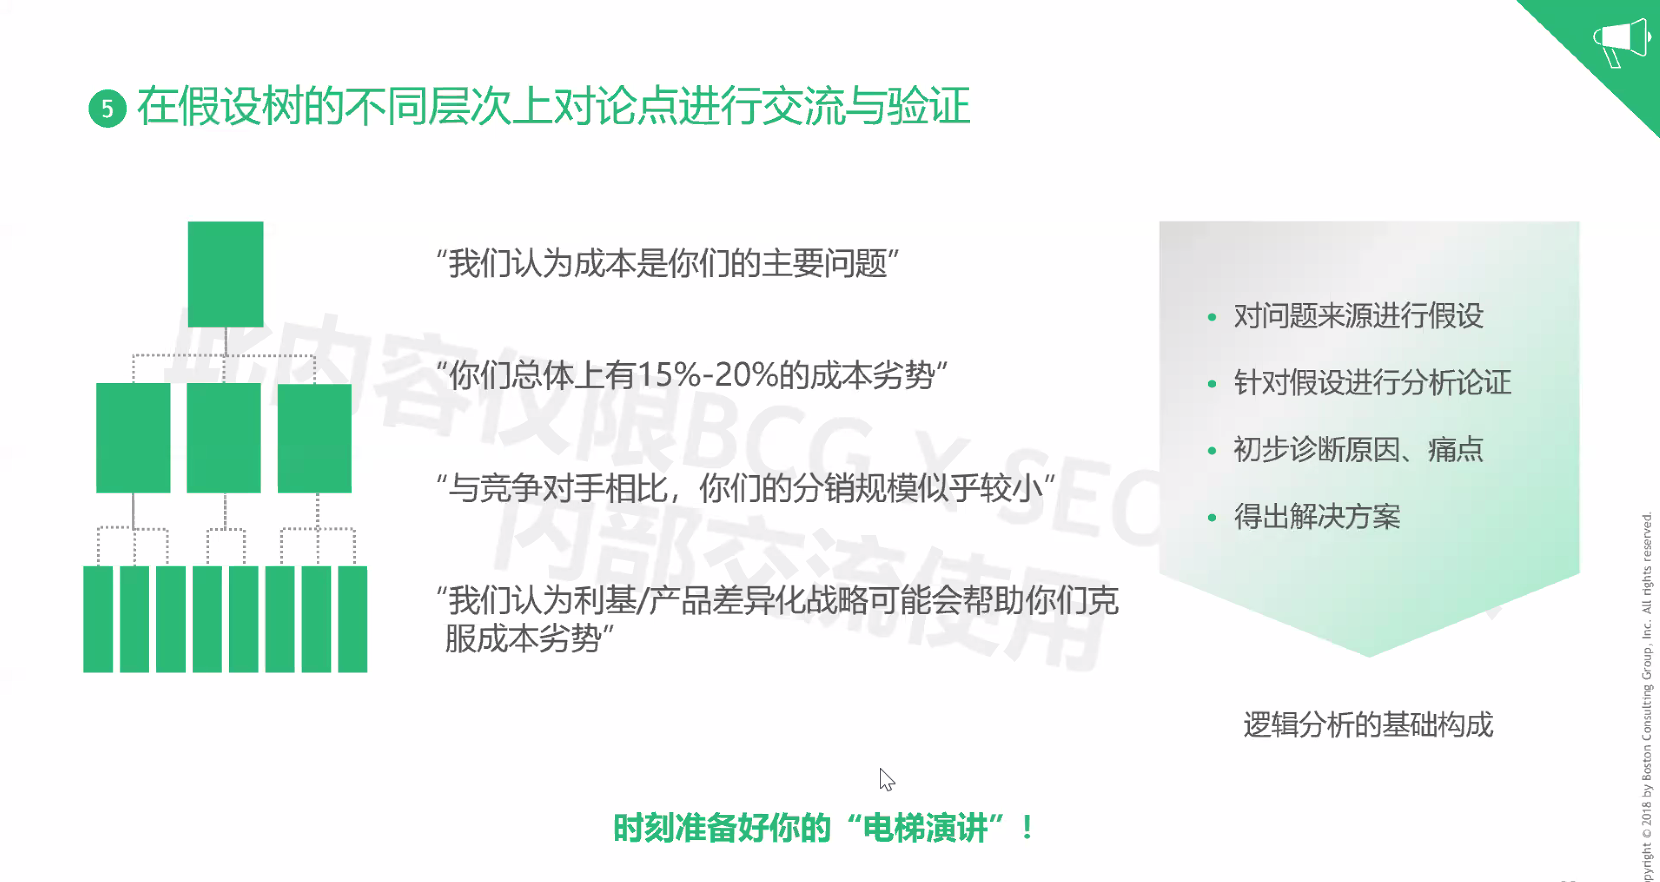 5 在假设树的不同层次上对论点进行交流与验证
“我们认为成本是你们的主要问题”
“你们总体上有15%-20%的成本劣势”
“与竞争对手相比，你们的分销规模似乎较小”
“我们认为利基/产品差异化战略可能会帮助你们克
服成本劣势”
• 对问题来源进行假设
• 针对假设进行分析论证
• 初步诊断原因、痛点
• 得出解决方案
逻辑分析的基础构成
时刻准备好你的“电梯演讲”！
此内容仅限BCG X SEO
内部交流使用
pyright © 2018 by Boston Consulting Group, Inc. All rights reserved.